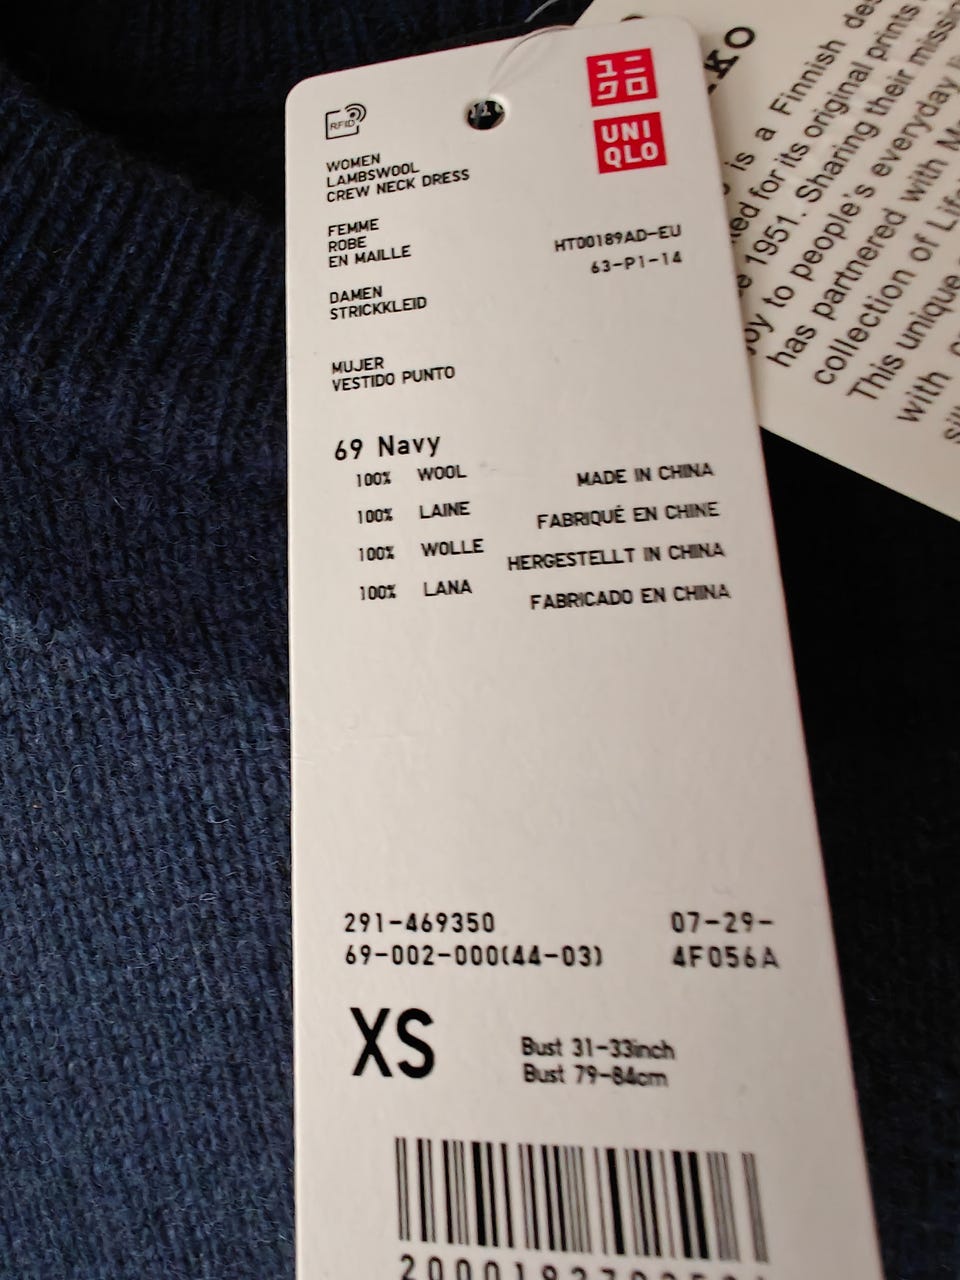 RFID
ユニ
クロ
UNI
QLO
WOMEN
LAMBSWOOL
CREW NECK DRESS
FEMME
ROBE
EN MAILLE
HT00189AD-EU
63-P1-14
DAMEN
STRICKKLEID
MUJER
VESTIDO PUNTO
69 Navy
100% WOOL MADE IN CHINA
100% LAINE FABRIQUÉ EN CHINE
100% WOLLE HERGESTELLT IN CHINA
100% LANA FABRICADO EN CHINA
291-469350 07-29-
69-002-000(44-03) 4F056A
XS
Bust 31-33inch
Bust 79-84cm
is a Finnish
for its original prints
1951. Sharing their
to people's everyday
has partnered with
collection of
This unique
with